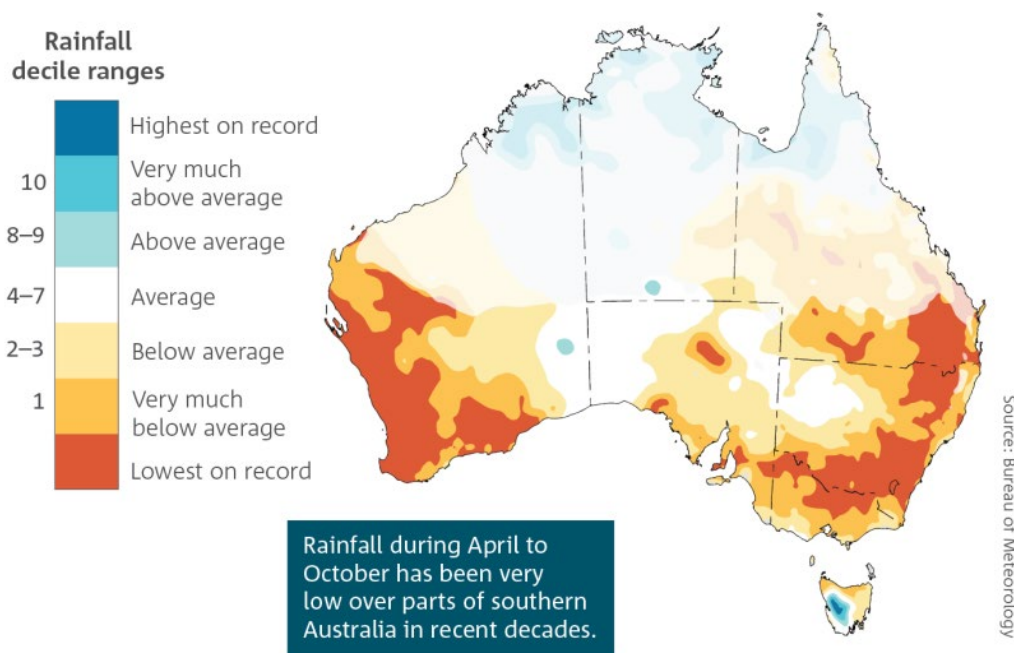 Rainfall
decile ranges
Highest on record
10
Very much
above average
8–9
Above average
4–7
Average
2–3
Below average
1
Very much
below average
Lowest on record
Rainfall during April to
October has been very
low over parts of southern
Australia in recent decades.
Source: Bureau of Meteorology